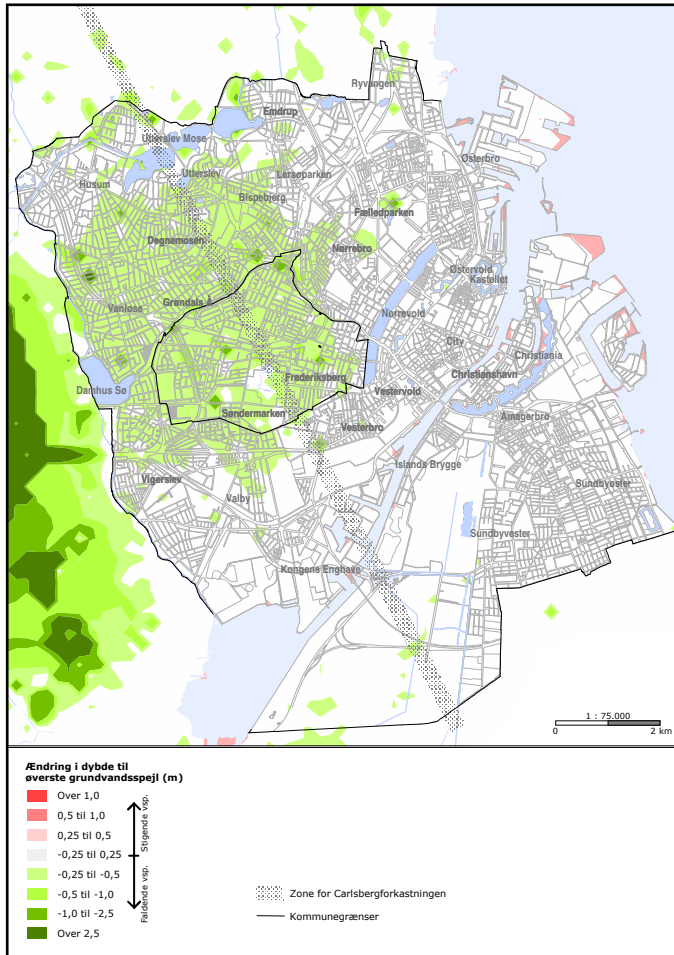 Ryvangen
Emdrup
Utterslev Mose
Østerbro
Utterslev
Lersøparken
Husum
Bispebjerg
Fælledparken
Degnemosen
Nørrebro
Østervold
Kastellet
Grøndals Å
Vanløse
Nørrevold
City
Christiania
Frederiksberg
Christianshavn
Damhus Sø
Vestervold
Søndermarken
Amagerbro
Vesterbro
Islands Brygge
Vigerslev
Valby
Sundbyøster
Sundbyvester
Kongens Enghave
1 : 75.000
0 2 km
Ændring i dybde til
øverste grundvandsspejl (m)
Over 1,0
0,5 til 1,0
0,25 til 0,5
-0,25 til 0,25
-0,25 til -0,5
-0,5 til -1,0
-1,0 til -2,5
Over 2,5
Stigende vsp.
Faldende vsp.
Zone for Carlsbergforkastningen
Kommunegrænser